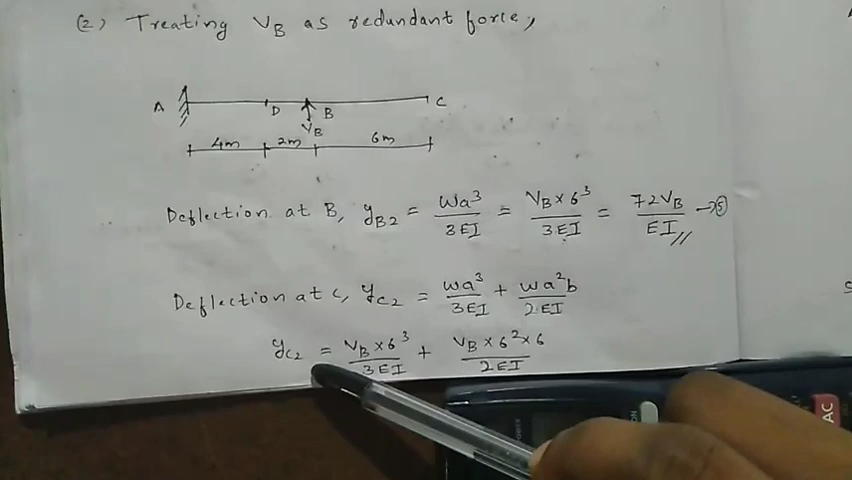 (2) Treating V_B as redundant force,
A D B C
V_B
4m 2m 6m
Deflection at B, y_B2 = Wa³/3EI = V_B×6³/3EI = 72V_B/EI // → ⑤
Deflection at C, y_C2 = wa³/3EI + wa²b/2EI
y_C2 = V_B×6³/3EI + V_B×6²×6/2EI
AC